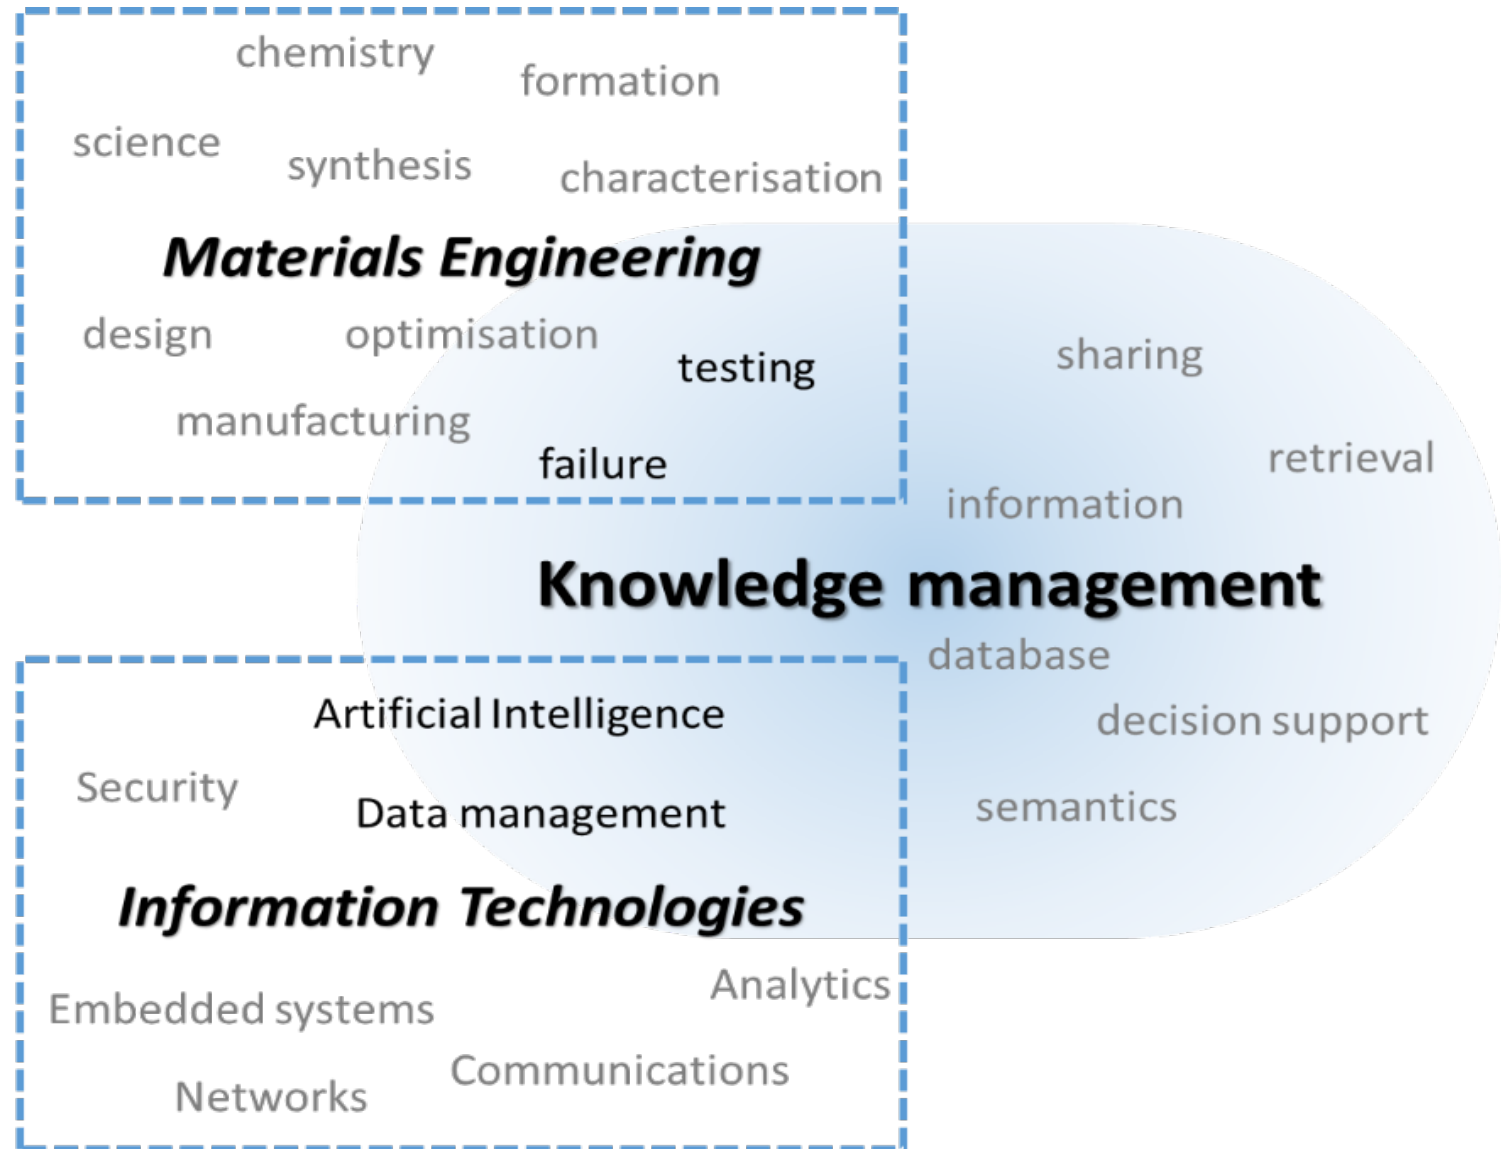 chemistry
formation
science
synthesis
characterisation
Materials Engineering
design
optimisation
testing
manufacturing
failure
sharing
retrieval
information
Knowledge management
database
decision support
semantics
Artificial Intelligence
Security
Data management
Information Technologies
Analytics
Embedded systems
Communications
Networks